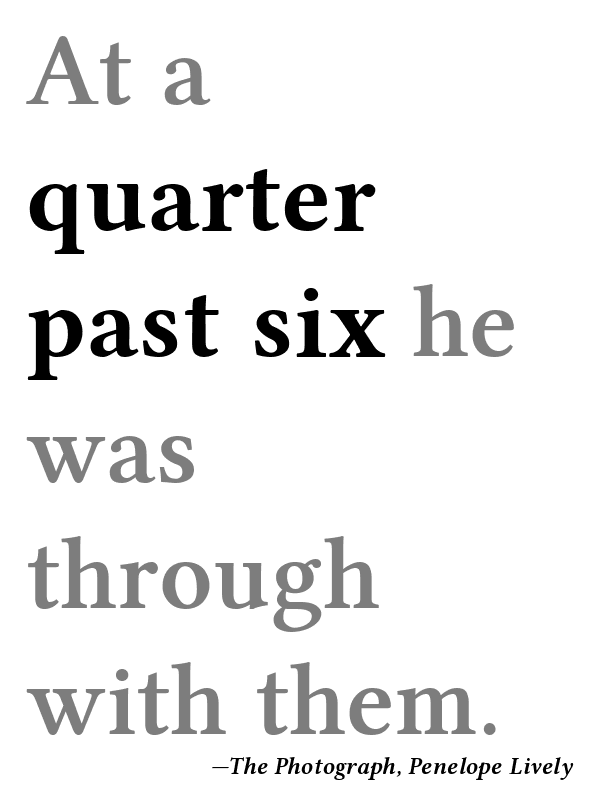 At a
quarter
past six he
was
through
with them.
—The Photograph, Penelope Lively